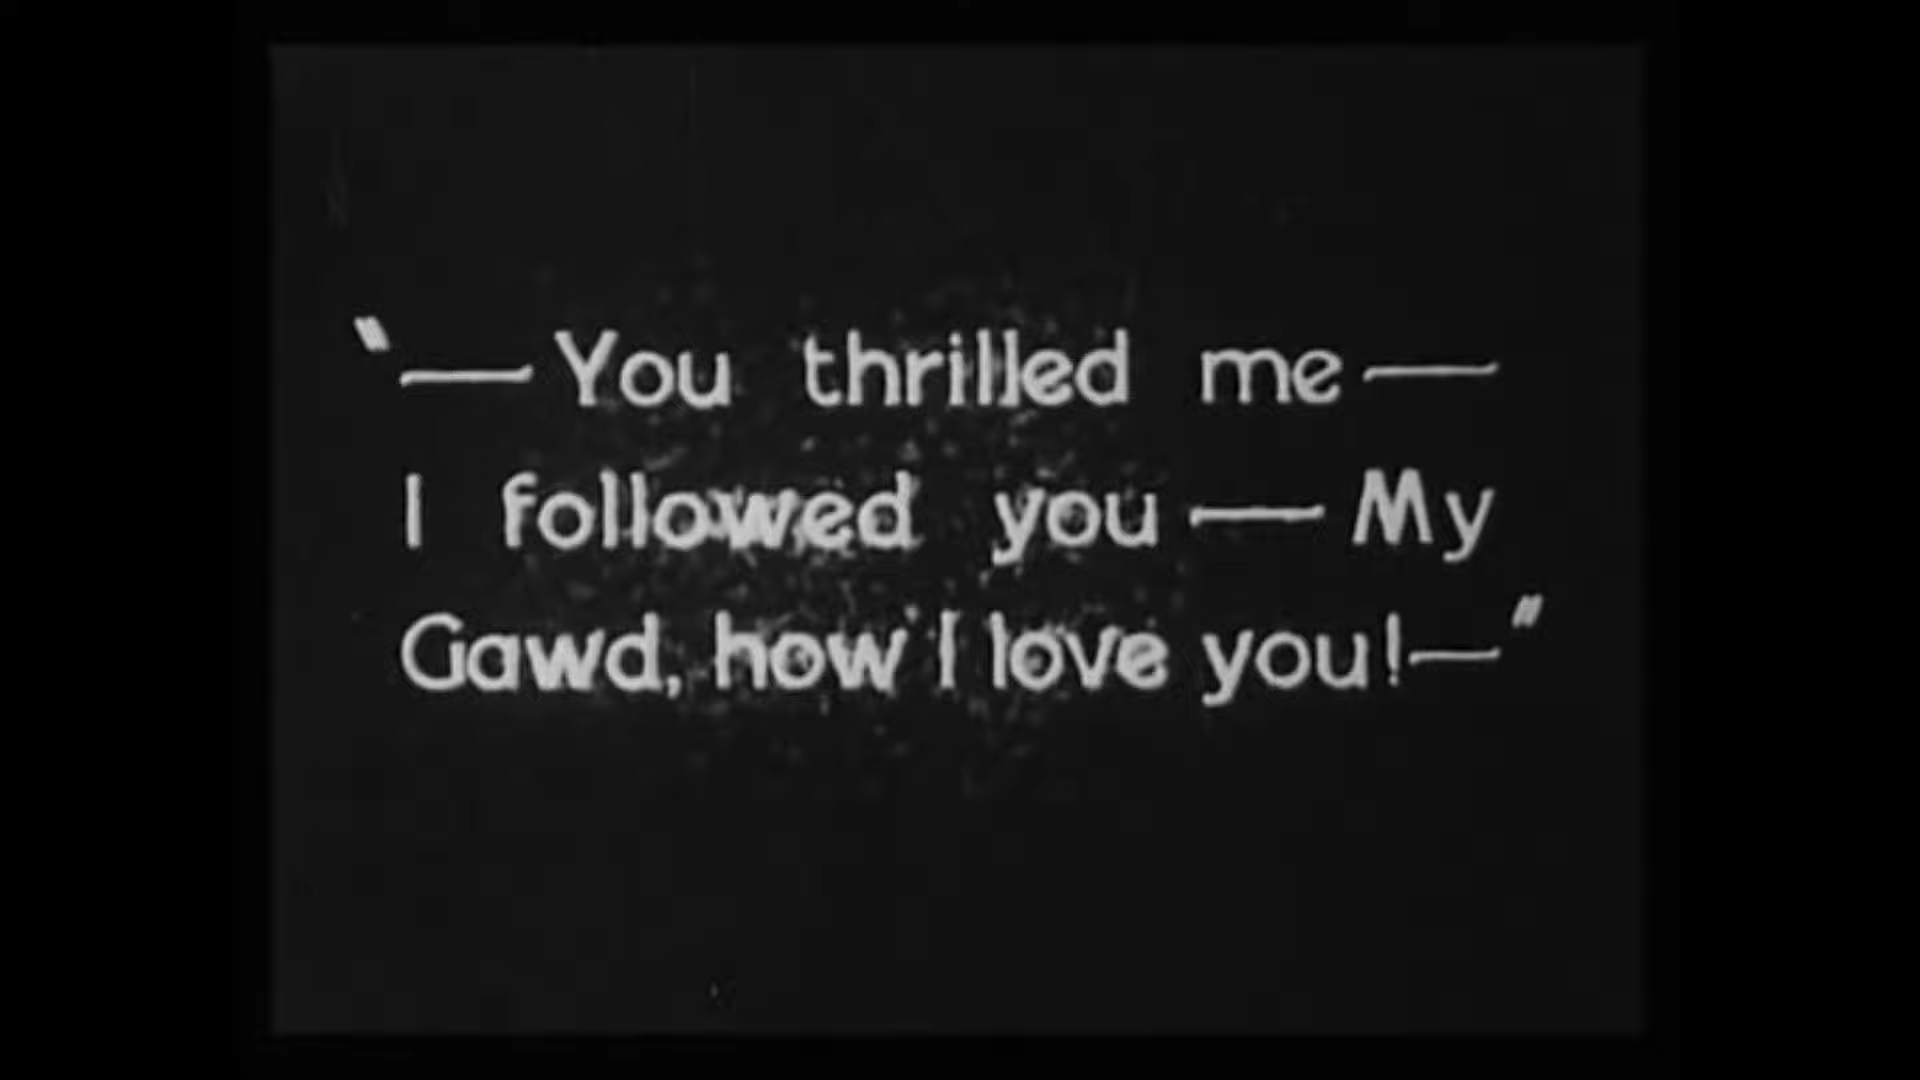 "—You thrilled me—
I followed you—My
Gawd, how I love you!—"